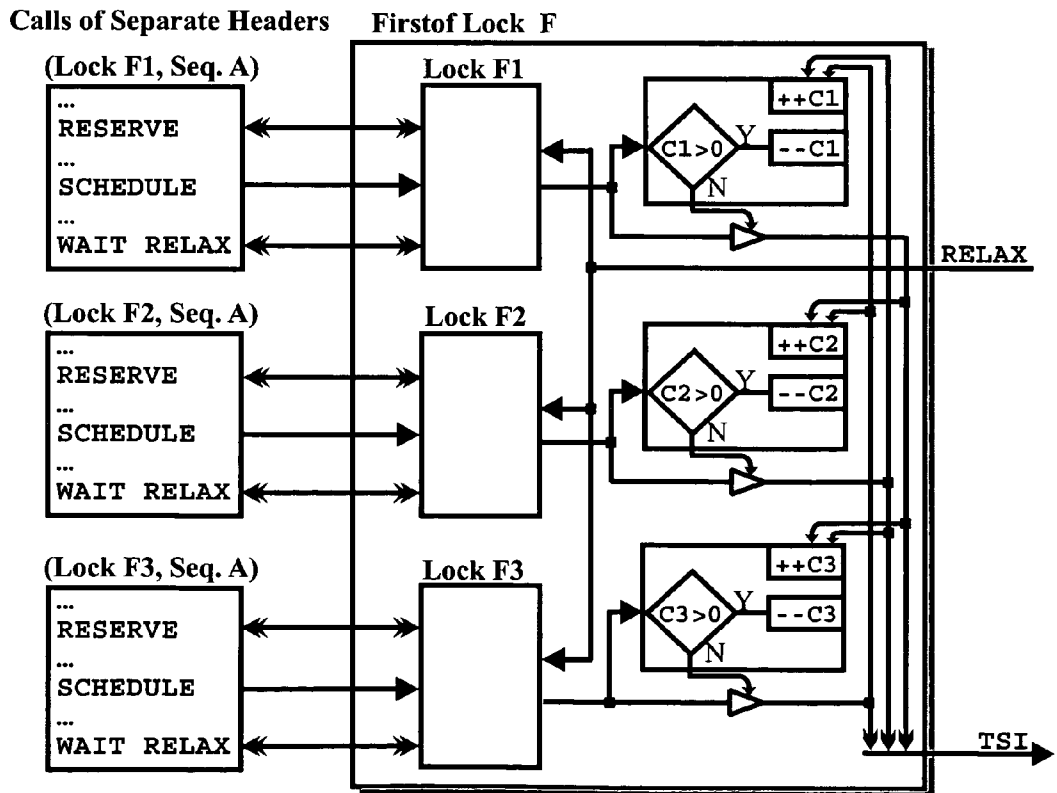 Calls of Separate Headers
Firstof Lock F
(Lock F1, Seq. A)
...
RESERVE
...
SCHEDULE
...
WAIT RELAX
Lock F1
++C1
C1>0
Y
--C1
N
RELAX
(Lock F2, Seq. A)
...
RESERVE
...
SCHEDULE
...
WAIT RELAX
Lock F2
++C2
C2>0
Y
--C2
N
(Lock F3, Seq. A)
...
RESERVE
...
SCHEDULE
...
WAIT RELAX
Lock F3
++C3
C3>0
Y
--C3
N
TSI